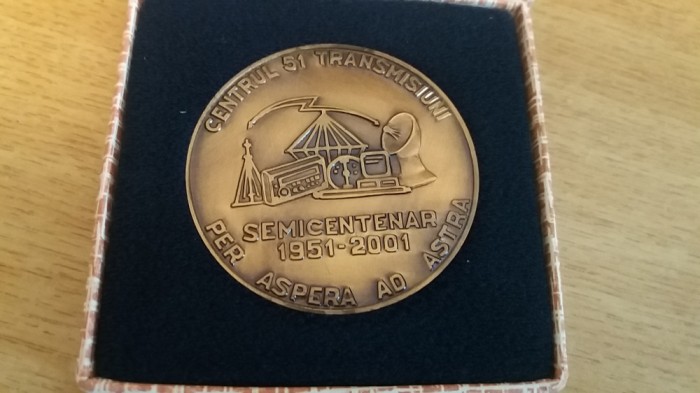 CENTRUL 51 TRANSMISIUNI
SEMICENTENAR
1951-2001
PER ASPERA AD ASTRA